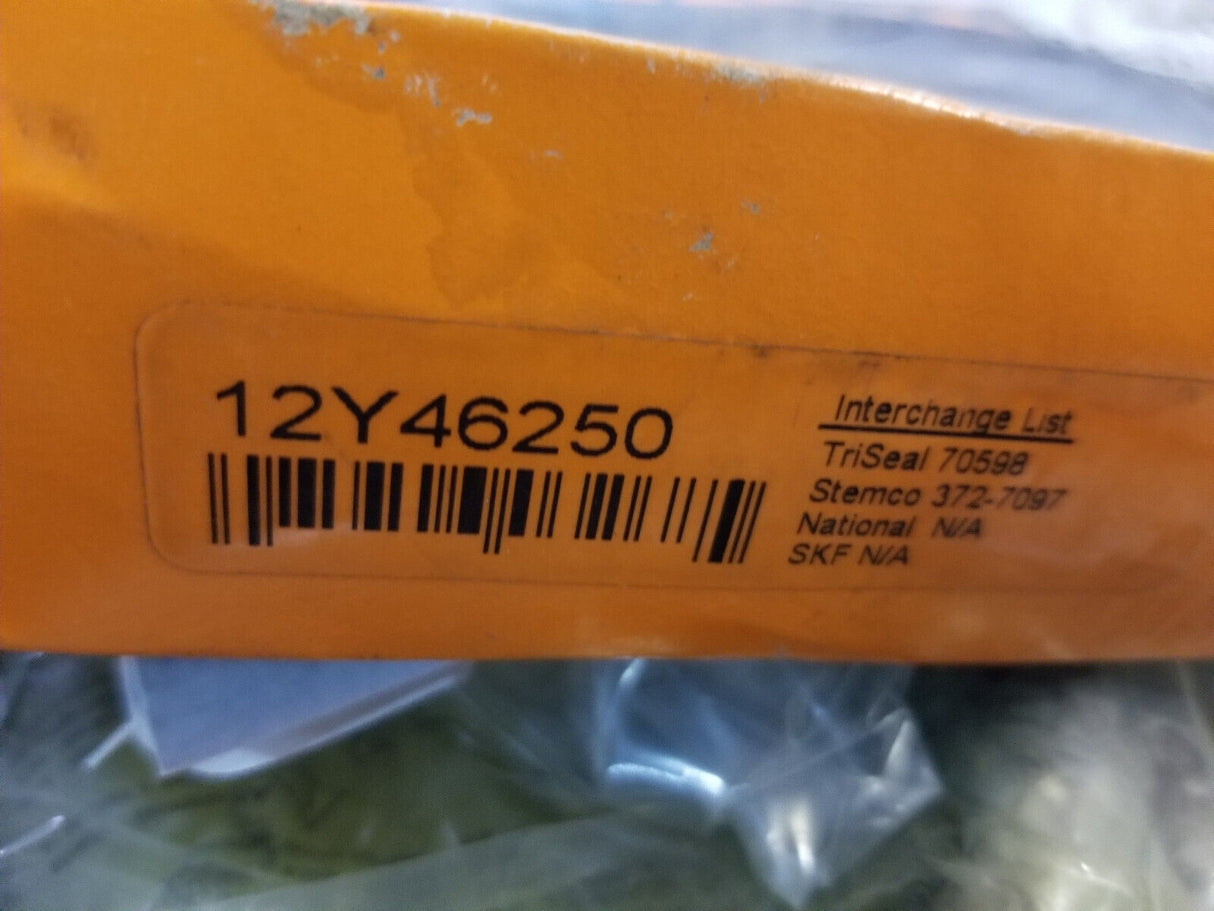 12Y46250
Interchange List
TriSeal 70598
Stemco 372-7097
National N/A
SKF N/A